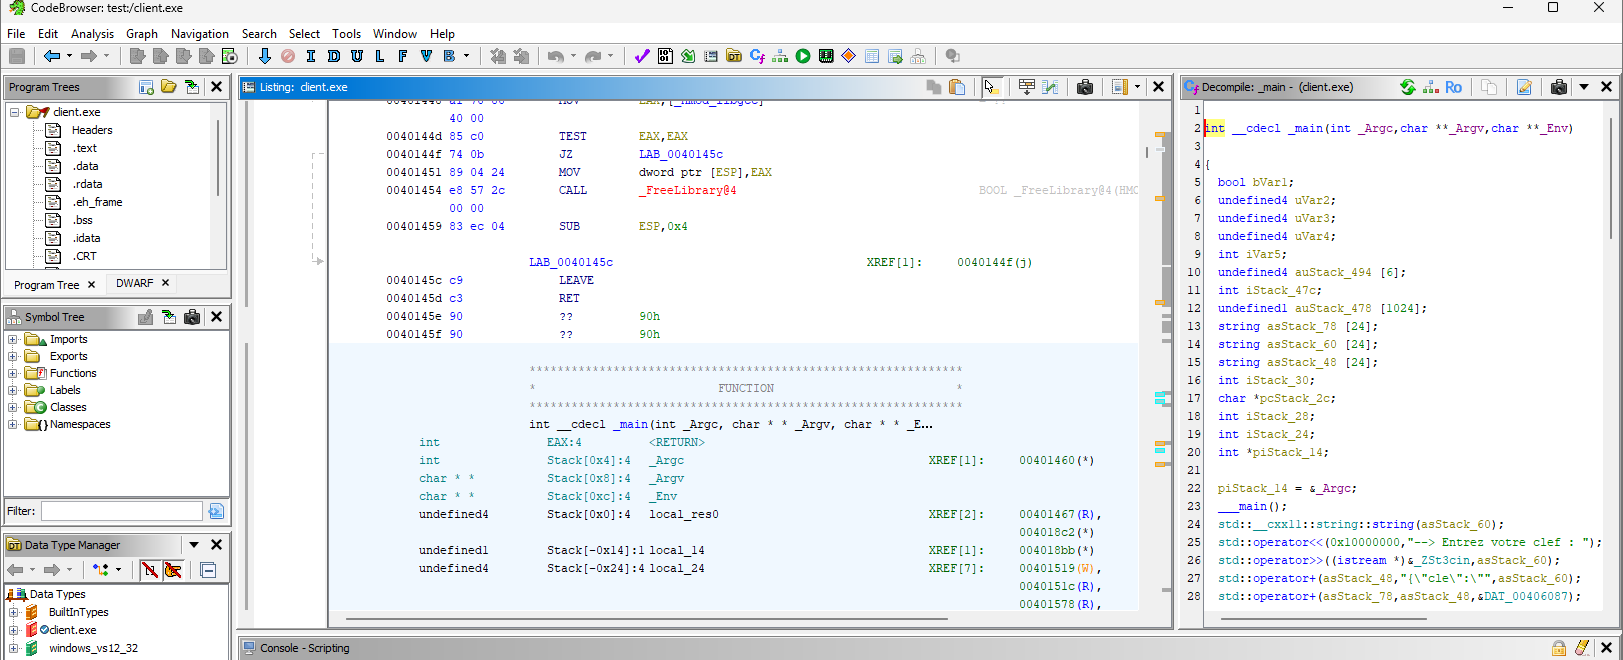 CodeBrowser: test:/client.exe
File Edit Analysis Graph Navigation Search Select Tools Window Help
I D U L F V B
Program Trees
client.exe
Headers
.text
.data
.rdata
.eh_frame
.bss
.idata
.CRT
Program Tree DWARF
Symbol Tree
Imports
Exports
Functions
Labels
Classes
Namespaces
Filter:
Data Type Manager
Data Types
BuiltInTypes
client.exe
windows_vs12_32
Listing: client.exe
40 00
0040144d 85 c0 TEST EAX,EAX
0040144f 74 0b JZ LAB_0040145c
00401451 89 04 24 MOV dword ptr [ESP],EAX
00401454 e8 57 2c CALL _FreeLibrary@4 BOOL _FreeLibrary@4(HMO
00 00
00401459 83 ec 04 SUB ESP,0x4
LAB_0040145c XREF[1]: 0040144f(j)
0040145c c9 LEAVE
0040145d c3 RET
0040145e 90 ?? 90h
0040145f 90 ?? 90h
**************************************************************
* FUNCTION *
**************************************************************
int __cdecl _main(int _Argc, char * * _Argv, char * * _E...
int EAX:4 <RETURN>
int Stack[0x4]:4 _Argc XREF[1]: 00401460(*)
char * * Stack[0x8]:4 _Argv
char * * Stack[0xc]:4 _Env
undefined4 Stack[0x0]:4 local_res0 XREF[2]: 00401467(R),
004018c2(*)
undefined1 Stack[-0x14]:1 local_14 XREF[1]: 004018bb(*)
undefined4 Stack[-0x24]:4 local_24 XREF[7]: 00401519(W),
0040151c(R),
00401578(R),
Decompile: _main - (client.exe)
Ro
1
2 int __cdecl _main(int _Argc,char **_Argv,char **_Env)
3
4 {
5 bool bVar1;
6 undefined4 uVar2;
7 undefined4 uVar3;
8 undefined4 uVar4;
9 int iVar5;
10 undefined4 auStack_494 [6];
11 int iStack_47c;
12 undefined1 auStack_478 [1024];
13 string asStack_78 [24];
14 string asStack_60 [24];
15 string asStack_48 [24];
16 int iStack_30;
17 char *pcStack_2c;
18 int iStack_28;
19 int iStack_24;
20 int *piStack_14;
21
22 piStack_14 = &_Argc;
23 ___main();
24 std::__cxx11::string::string(asStack_60);
25 std::operator<<(0x10000000,"--> Entrez votre clef : ");
26 std::operator>>((istream *)&_ZSt3cin,asStack_60);
27 std::operator+(asStack_48,"{\"cle\":\"",asStack_60);
28 std::operator+(asStack_78,asStack_48,&DAT_00406087);
Console - Scripting